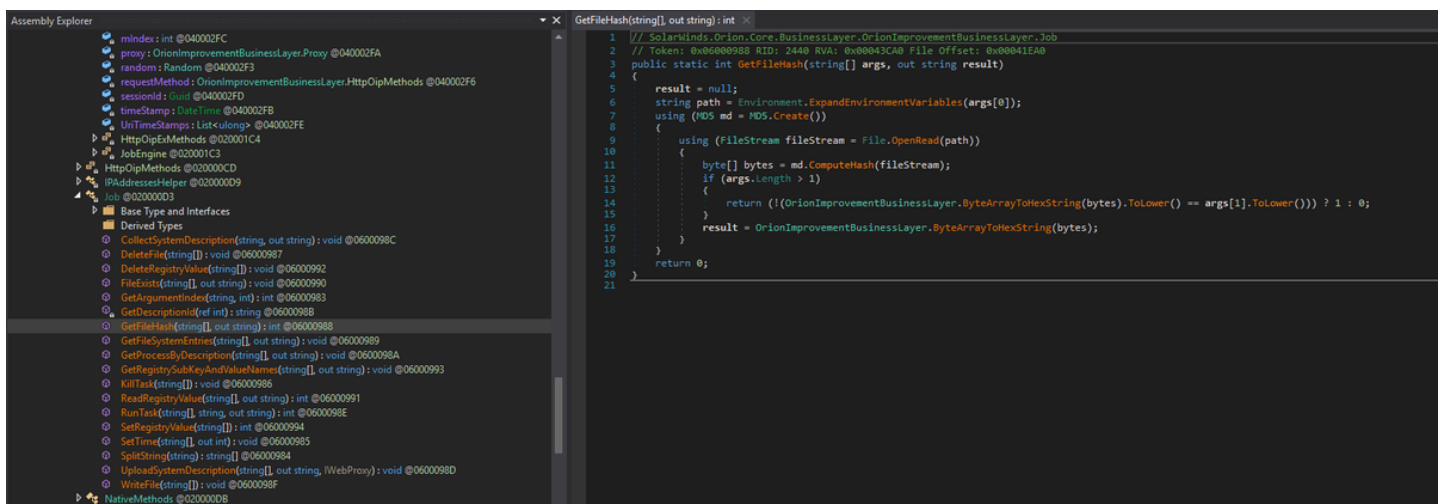 Assembly Explorer
mIndex : int @040002FC
proxy : OrionImprovementBusinessLayer.Proxy @040002FA
random : Random @040002F3
requestMethod : OrionImprovementBusinessLayer.HttpOipMethods @040002F6
sessionId : Guid @040002FD
timeStamp : DateTime @040002FB
UriTimeStamps : List<ulong> @040002FE
HttpOipExMethods @020001C4
JobEngine @020001C3
HttpOipMethods @020000CD
IPAddressesHelper @020000D9
Job @020000D3
Base Type and Interfaces
Derived Types
CollectSystemDescription(string, out string) : void @0600098C
DeleteFile(string[]) : void @06000987
DeleteRegistryValue(string[]) : void @06000992
FileExists(string[], out string) : void @06000990
GetArgumentIndex(string, int) : int @06000983
GetDescriptionId(ref int) : string @0600098B
GetFileHash(string[], out string) : int @06000988
GetFileSystemEntries(string[], out string) : void @06000989
GetProcessByDescription(string[], out string) : void @0600098A
GetRegistrySubKeyAndValueNames(string[], out string) : void @06000993
KillTask(string[]) : void @06000986
ReadRegistryValue(string[], out string) : int @06000991
RunTask(string[], string, out string) : int @0600098E
SetRegistryValue(string[]) : int @06000994
SetTime(string[], out int) : void @06000985
SplitString(string) : string[] @06000984
UploadSystemDescription(string[], out string, IWebProxy) : void @0600098D
WriteFile(string[]) : void @0600098F
NativeMethods @020000DB
GetFileHash(string[], out string) : int
1 // SolarWinds.Orion.Core.BusinessLayer.OrionImprovementBusinessLayer.Job
2 // Token: 0x06000988 RID: 2440 RVA: 0x00043CA0 File Offset: 0x00041EA0
3 public static int GetFileHash(string[] args, out string result)
4 {
5 result = null;
6 string path = Environment.ExpandEnvironmentVariables(args[0]);
7 using (MD5 md = MD5.Create())
8 {
9 using (FileStream fileStream = File.OpenRead(path))
10 {
11 byte[] bytes = md.ComputeHash(fileStream);
12 if (args.Length > 1)
13 {
14 return (!(OrionImprovementBusinessLayer.ByteArrayToHexString(bytes).ToLower() == args[1].ToLower())) ? 1 : 0;
15 }
16 result = OrionImprovementBusinessLayer.ByteArrayToHexString(bytes);
17 }
18 }
19 return 0;
20 }
21